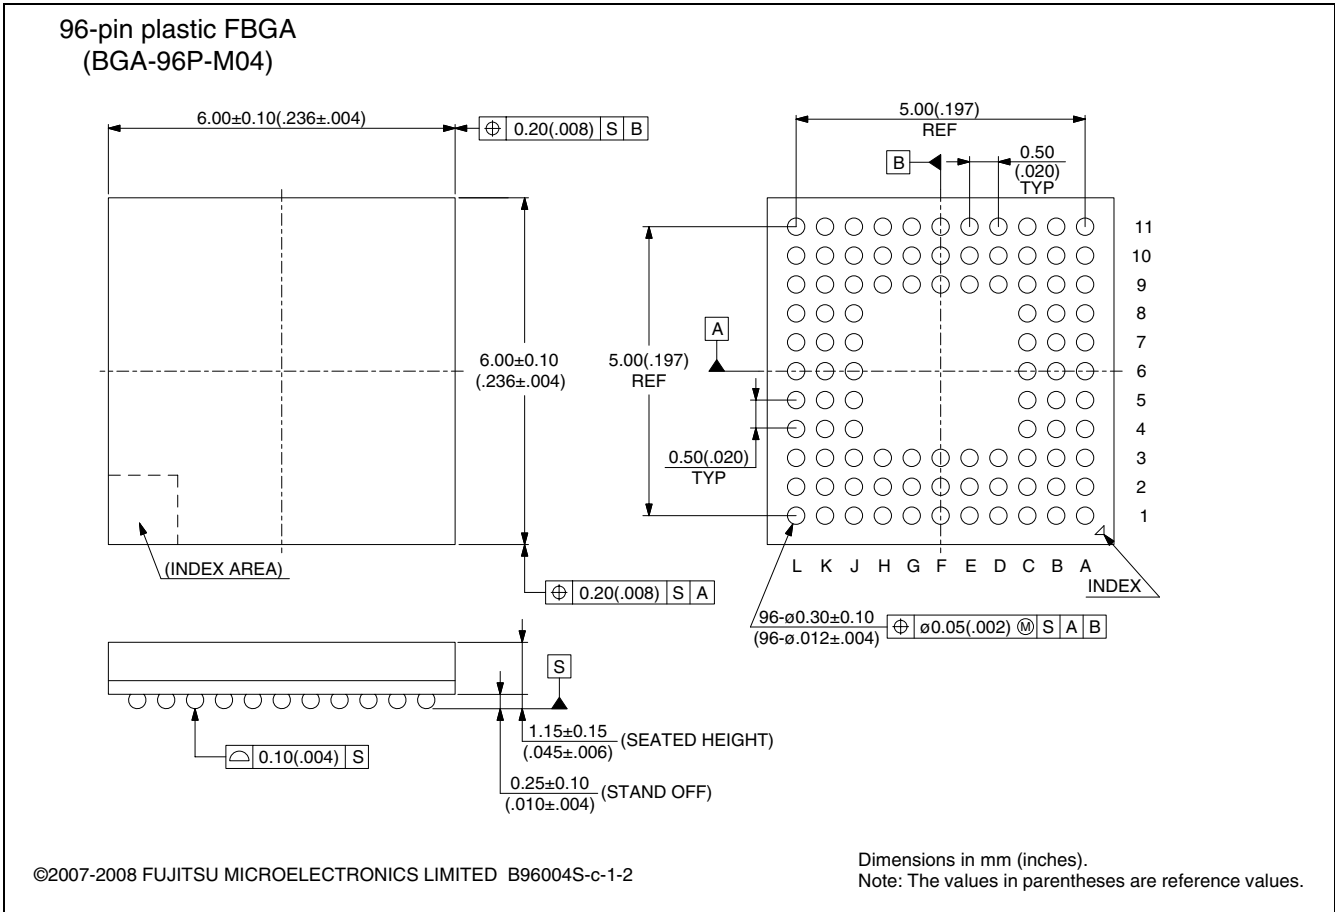 96-pin plastic FBGA
(BGA-96P-M04)
6.00±0.10(.236±.004)
⌖ 0.20(.008) S B
6.00±0.10
(.236±.004)
(INDEX AREA)
⌖ 0.20(.008) S A
5.00(.197)
REF
B
0.50
(.020)
TYP
A
5.00(.197)
REF
0.50(.020)
TYP
11
10
9
8
7
6
5
4
3
2
1
L K J H G F E D C B A
INDEX
96-ø0.30±0.10
(96-ø.012±.004)
⌖ ø0.05(.002) Ⓜ S A B
S
1.15±0.15
(.045±.006)
(SEATED HEIGHT)
0.25±0.10
(.010±.004)
(STAND OFF)
⌓ 0.10(.004) S
©2007-2008 FUJITSU MICROELECTRONICS LIMITED B96004S-c-1-2
Dimensions in mm (inches).
Note: The values in parentheses are reference values.